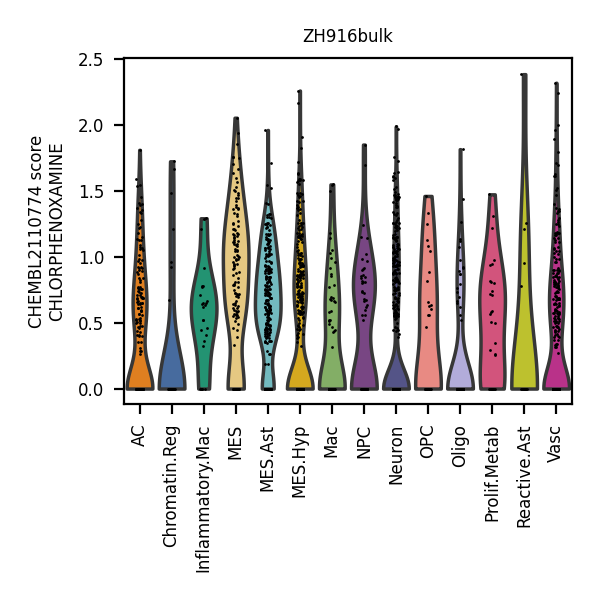 ZH916bulk
CHEMBL2110774 score
CHLORPHENOXAMINE
2.5
2.0
1.5
1.0
0.5
0.0
AC
Chromatin.Reg
Inflammatory.Mac
MES
MES.Ast
MES.Hyp
Mac
NPC
Neuron
OPC
Oligo
Prolif.Metab
Reactive.Ast
Vasc